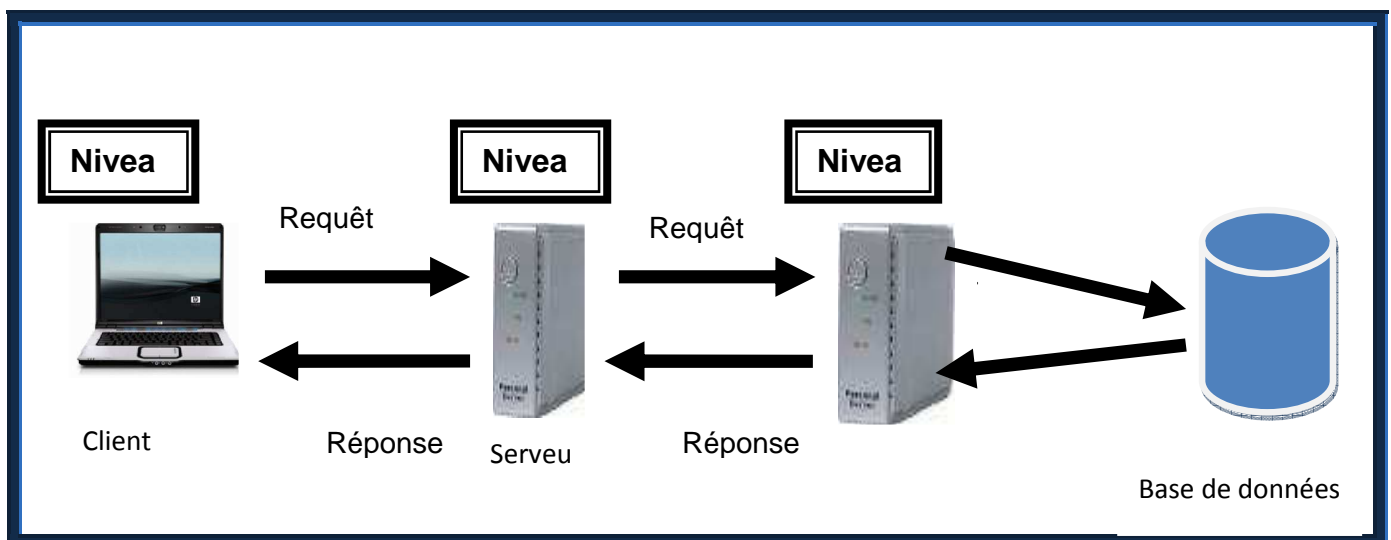 Nivea
Nivea
Nivea
Requêt
Requêt
Client
Réponse
Serveu
Réponse
Base de données